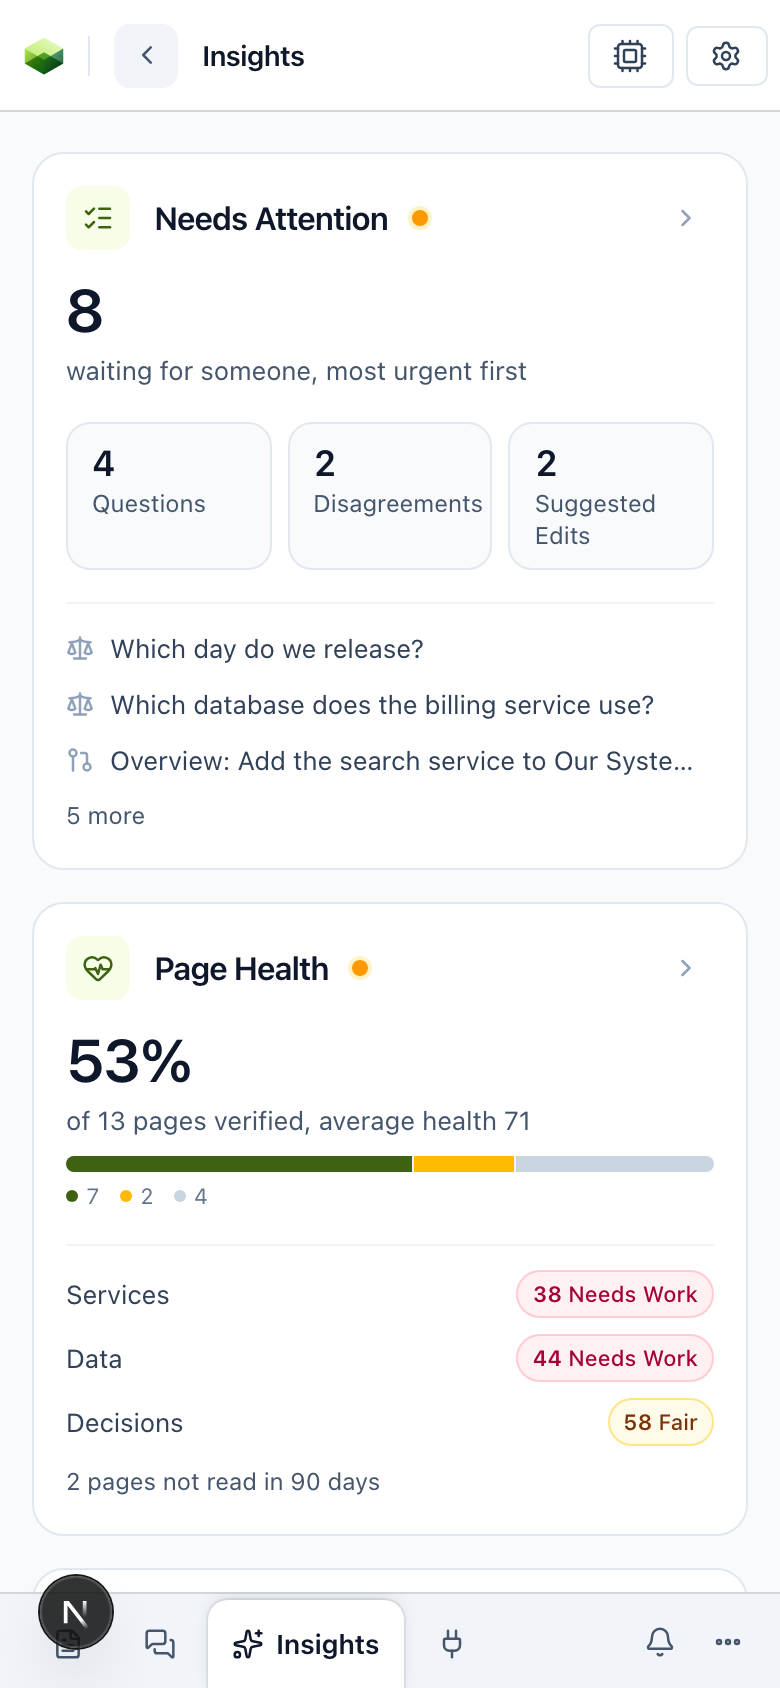 Insights
Needs Attention
8
waiting for someone, most urgent first
4
Questions
2
Disagreements
2
Suggested
Edits
Which day do we release?
Which database does the billing service use?
Overview: Add the search service to Our Syste...
5 more
Page Health
53%
of 13 pages verified, average health 71
7 2 4
Services
38 Needs Work
Data
44 Needs Work
Decisions
58 Fair
2 pages not read in 90 days
N
Insights